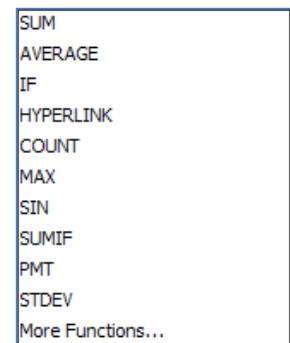 SUM
AVERAGE
IF
HYPERLINK
COUNT
MAX
SIN
SUMIF
PMT
STDEV
More Functions...